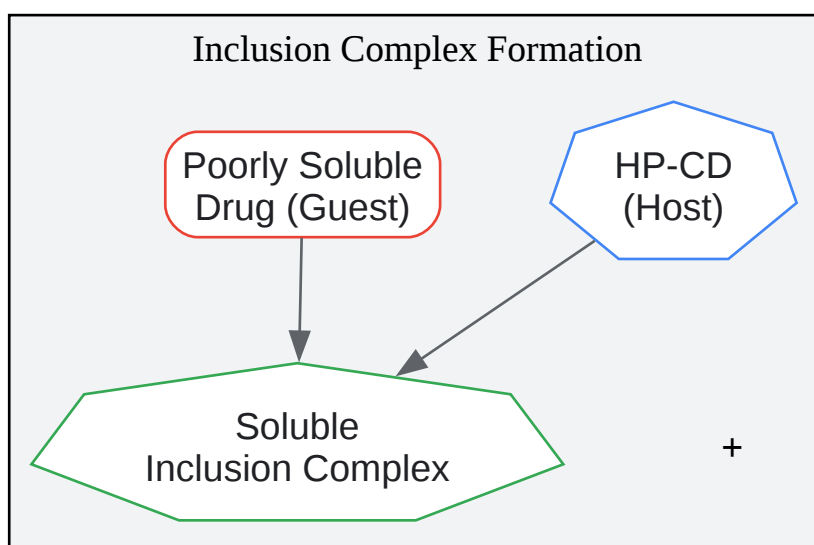 Inclusion Complex Formation
Poorly Soluble
Drug (Guest)
HP-CD
(Host)
Soluble
Inclusion Complex
+